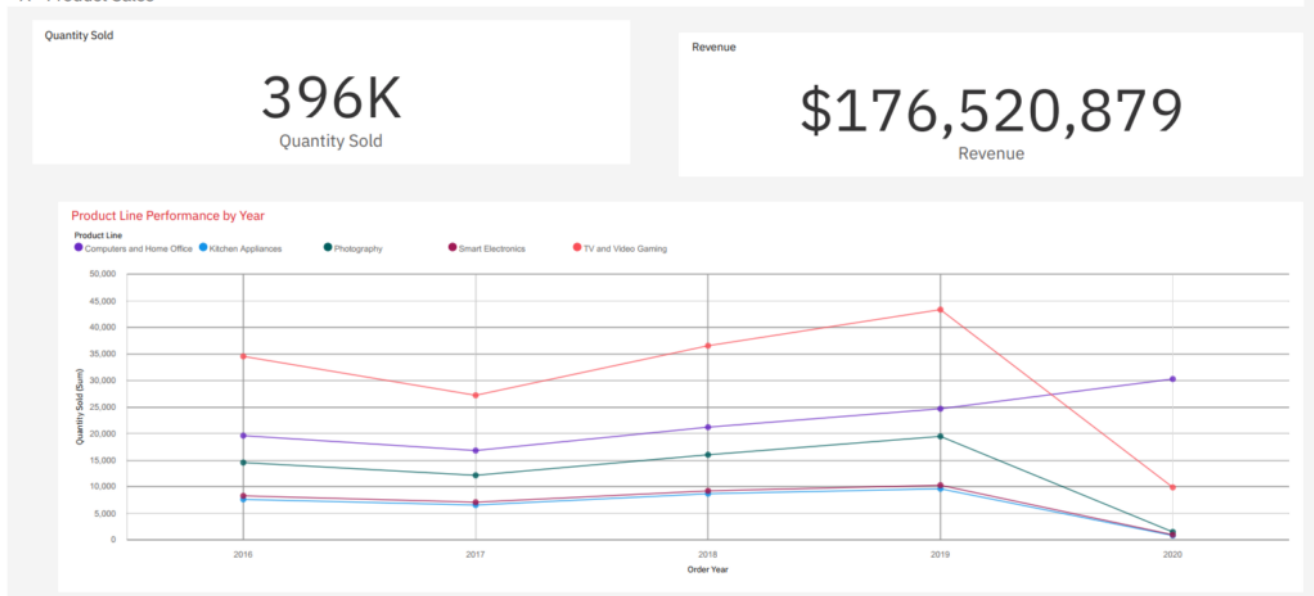 Product Sales
Quantity Sold
396K
Quantity Sold
Revenue
$176,520,879
Revenue
Product Line Performance by Year
Product Line
Computers and Home Office Kitchen Appliances Photography Smart Electronics TV and Video Gaming
50,000
45,000
40,000
35,000
30,000
25,000
20,000
15,000
10,000
5,000
0
Quantity Sold (Sum)
2016 2017 2018 2019 2020
Order Year